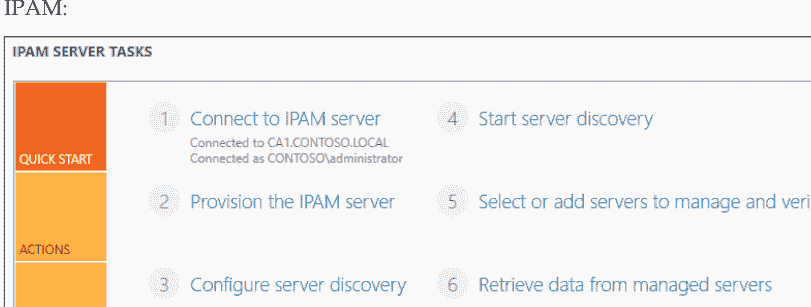 IPAM:
IPAM SERVER TASKS
QUICK START
ACTIONS
1 Connect to IPAM server
Connected to CA1.CONTOSO.LOCAL
Connected as CONTOSO\administrator
2 Provision the IPAM server
3 Configure server discovery
4 Start server discovery
5 Select or add servers to manage and veri
6 Retrieve data from managed servers